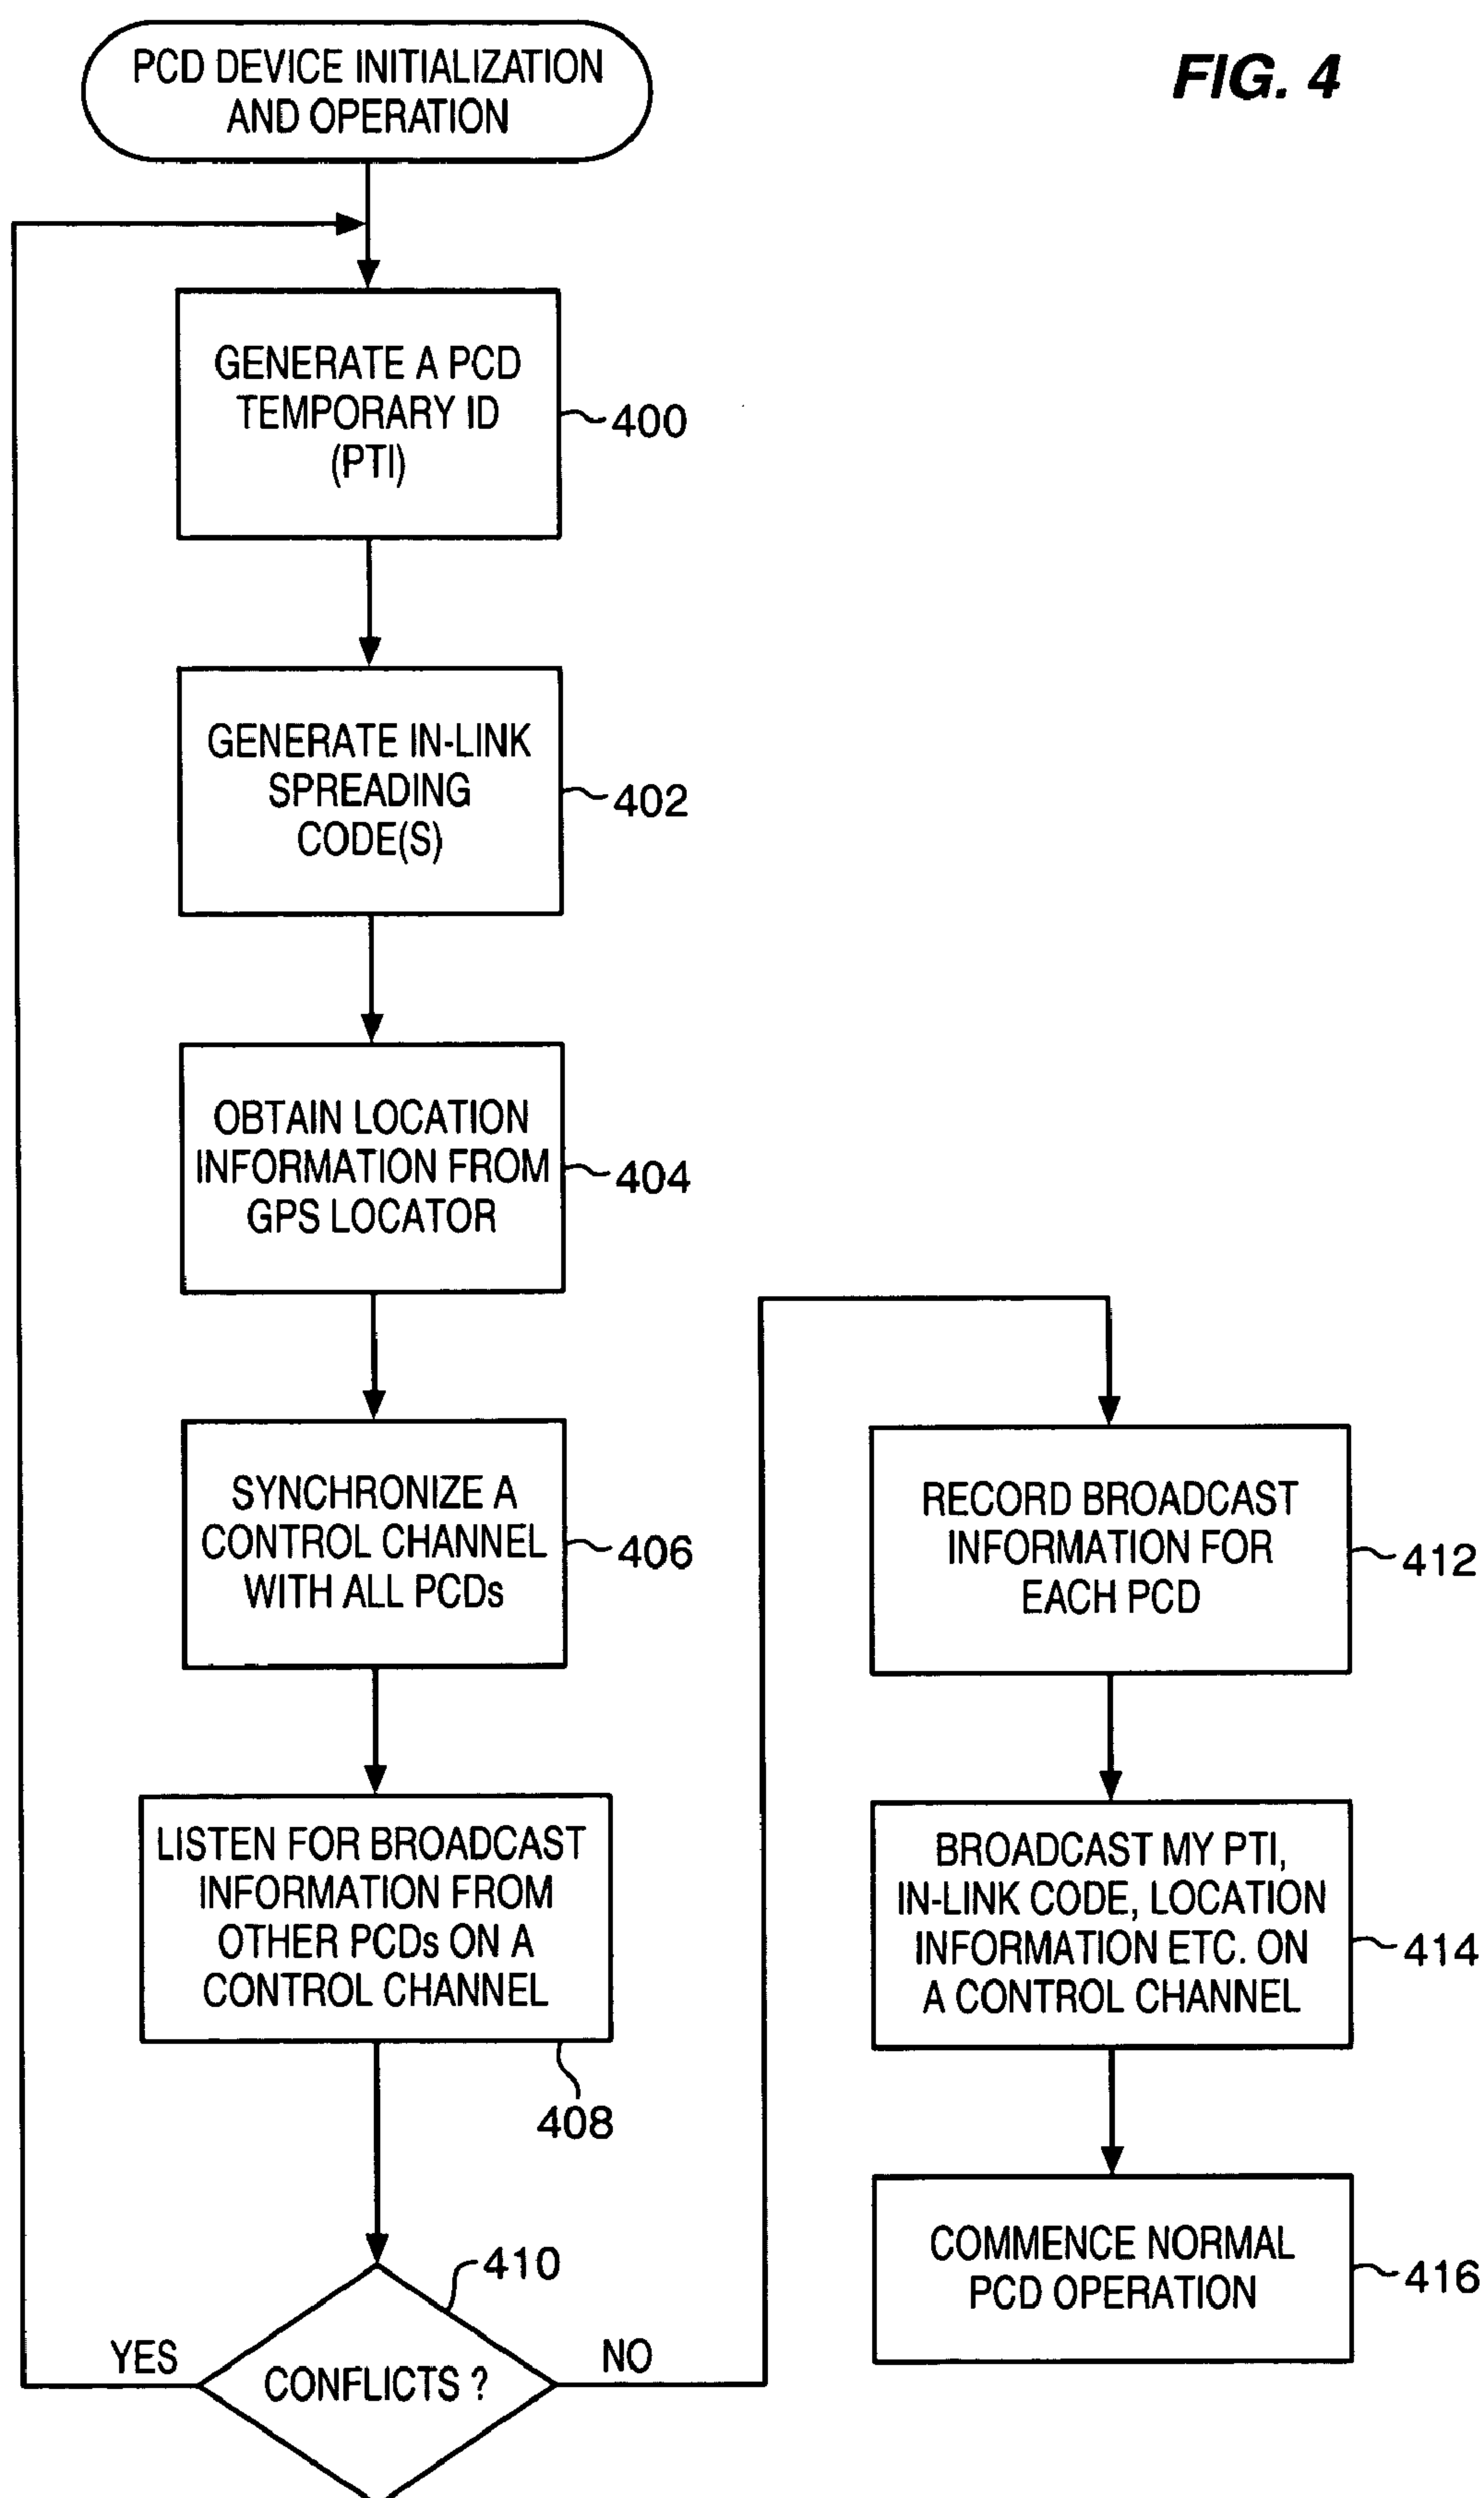 PCD DEVICE INITIALIZATION
AND OPERATION
FIG. 4
GENERATE A PCD
TEMPORARY ID
(PTI)
400
GENERATE IN-LINK
SPREADING
CODE(S)
402
OBTAIN LOCATION
INFORMATION FROM
GPS LOCATOR
404
SYNCHRONIZE A
CONTROL CHANNEL
WITH ALL PCDs
406
LISTEN FOR BROADCAST
INFORMATION FROM
OTHER PCDs ON A
CONTROL CHANNEL
408
410
CONFLICTS ?
YES
NO
RECORD BROADCAST
INFORMATION FOR
EACH PCD
412
BROADCAST MY PTI,
IN-LINK CODE, LOCATION
INFORMATION ETC. ON
A CONTROL CHANNEL
414
COMMENCE NORMAL
PCD OPERATION
416